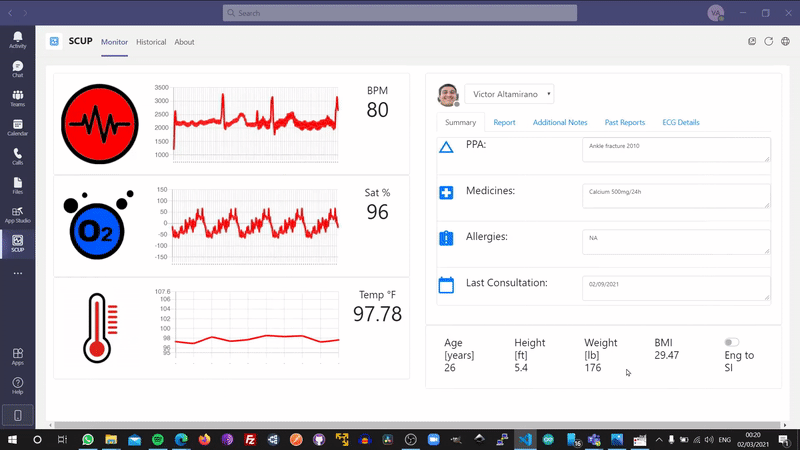 Search
VA
SCUP
Monitor
Historical
About
Activity
Chat
Teams
Calendar
Calls
Files
App Studio
SCUP
Apps
Help
3500
3000
2500
2000
1500
1000
BPM
80
O2
150
100
50
0
-50
-100
-150
Sat %
96
107.6
106
104
102
100
98
96
95
Temp °F
97.78
Victor Altamirano
Summary
Report
Additional Notes
Past Reports
ECG Details
PPA:
Ankle fracture 2010
Medicines:
Calcium 500mg/24h
Allergies:
NA
Last Consultation:
02/09/2021
Age
[years]
26
Height
[ft]
5.4
Weight
[lb]
176
BMI
29.47
Eng to
SI
16
ENG
00:20
02/03/2021
1